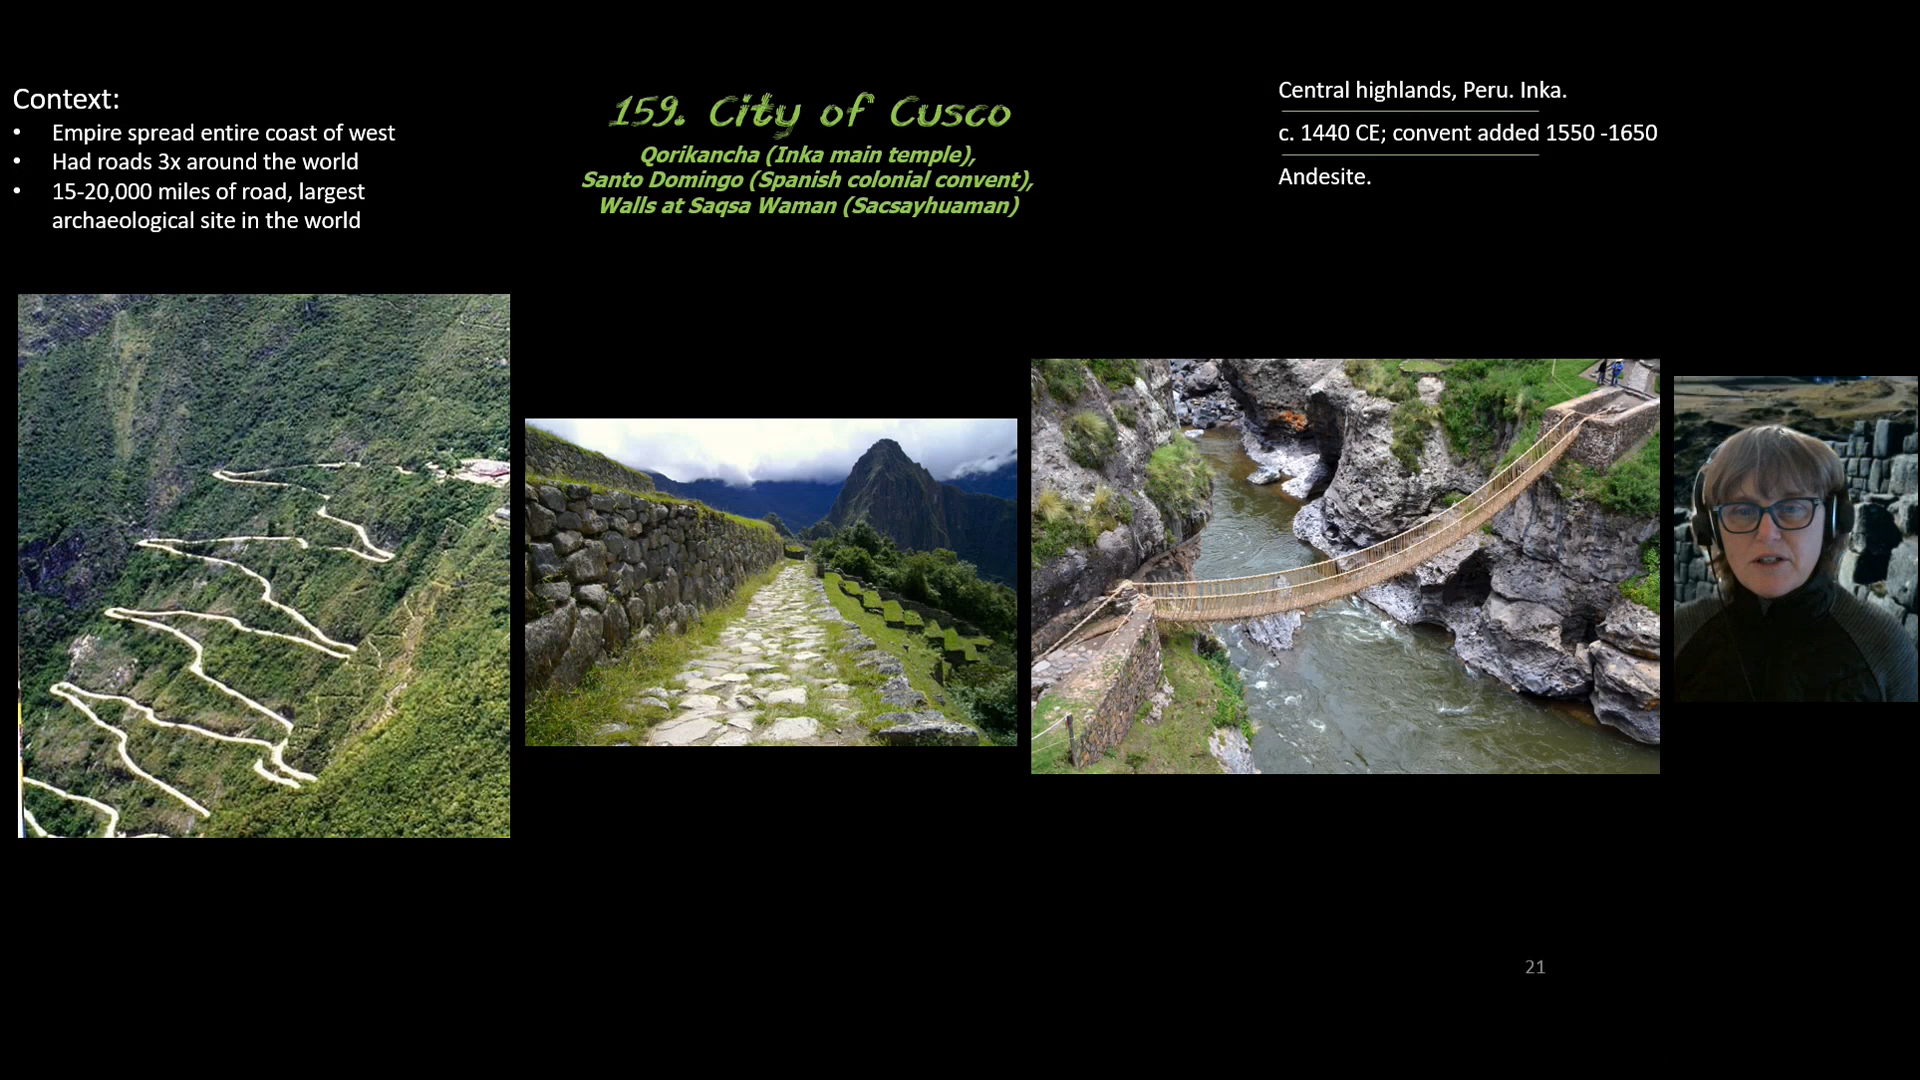 Context:
• Empire spread entire coast of west
• Had roads 3x around the world
• 15-20,000 miles of road, largest
archaeological site in the world
159. City of Cusco
Qorikancha (Inka main temple),
Santo Domingo (Spanish colonial convent),
Walls at Saqsa Waman (Sacsayhuaman)
Central highlands, Peru. Inka.
c. 1440 CE; convent added 1550 -1650
Andesite.
21